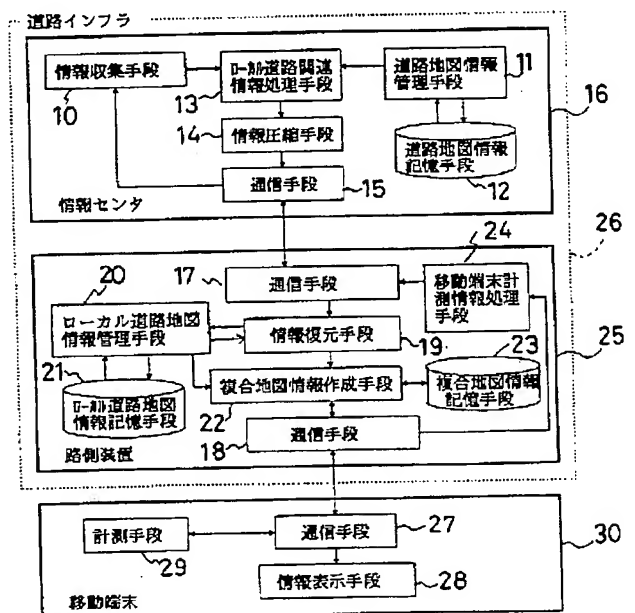 道路インフラ
情報収集手段
10
ﾛｰｶﾙ道路関連
情報処理手段
13
道路地図情報
管理手段
11
16
14
情報圧縮手段
道路地図情報
記憶手段
12
通信手段
15
情報センタ
26
24
17
通信手段
移動端末計
測情報処理
手段
20
ローカル道路地図
情報管理手段
情報復元手段
19
25
21
ﾛｰｶﾙ道路地図
情報記憶手段
複合地図情報作成手段
22
23
複合地図情報
記憶手段
通信手段
18
路側装置
計測手段
29
通信手段
27
30
情報表示手段
28
移動端末